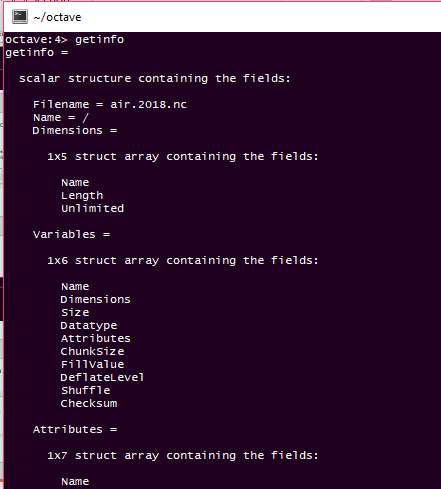 ~/octave
octave:4> getinfo
getinfo =
scalar structure containing the fields:
Filename = air.2018.nc
Name = /
Dimensions =
1x5 struct array containing the fields:
Name
Length
Unlimited
Variables =
1x6 struct array containing the fields:
Name
Dimensions
Size
Datatype
Attributes
ChunkSize
FillValue
DeflateLevel
Shuffle
Checksum
Attributes =
1x7 struct array containing the fields:
Name